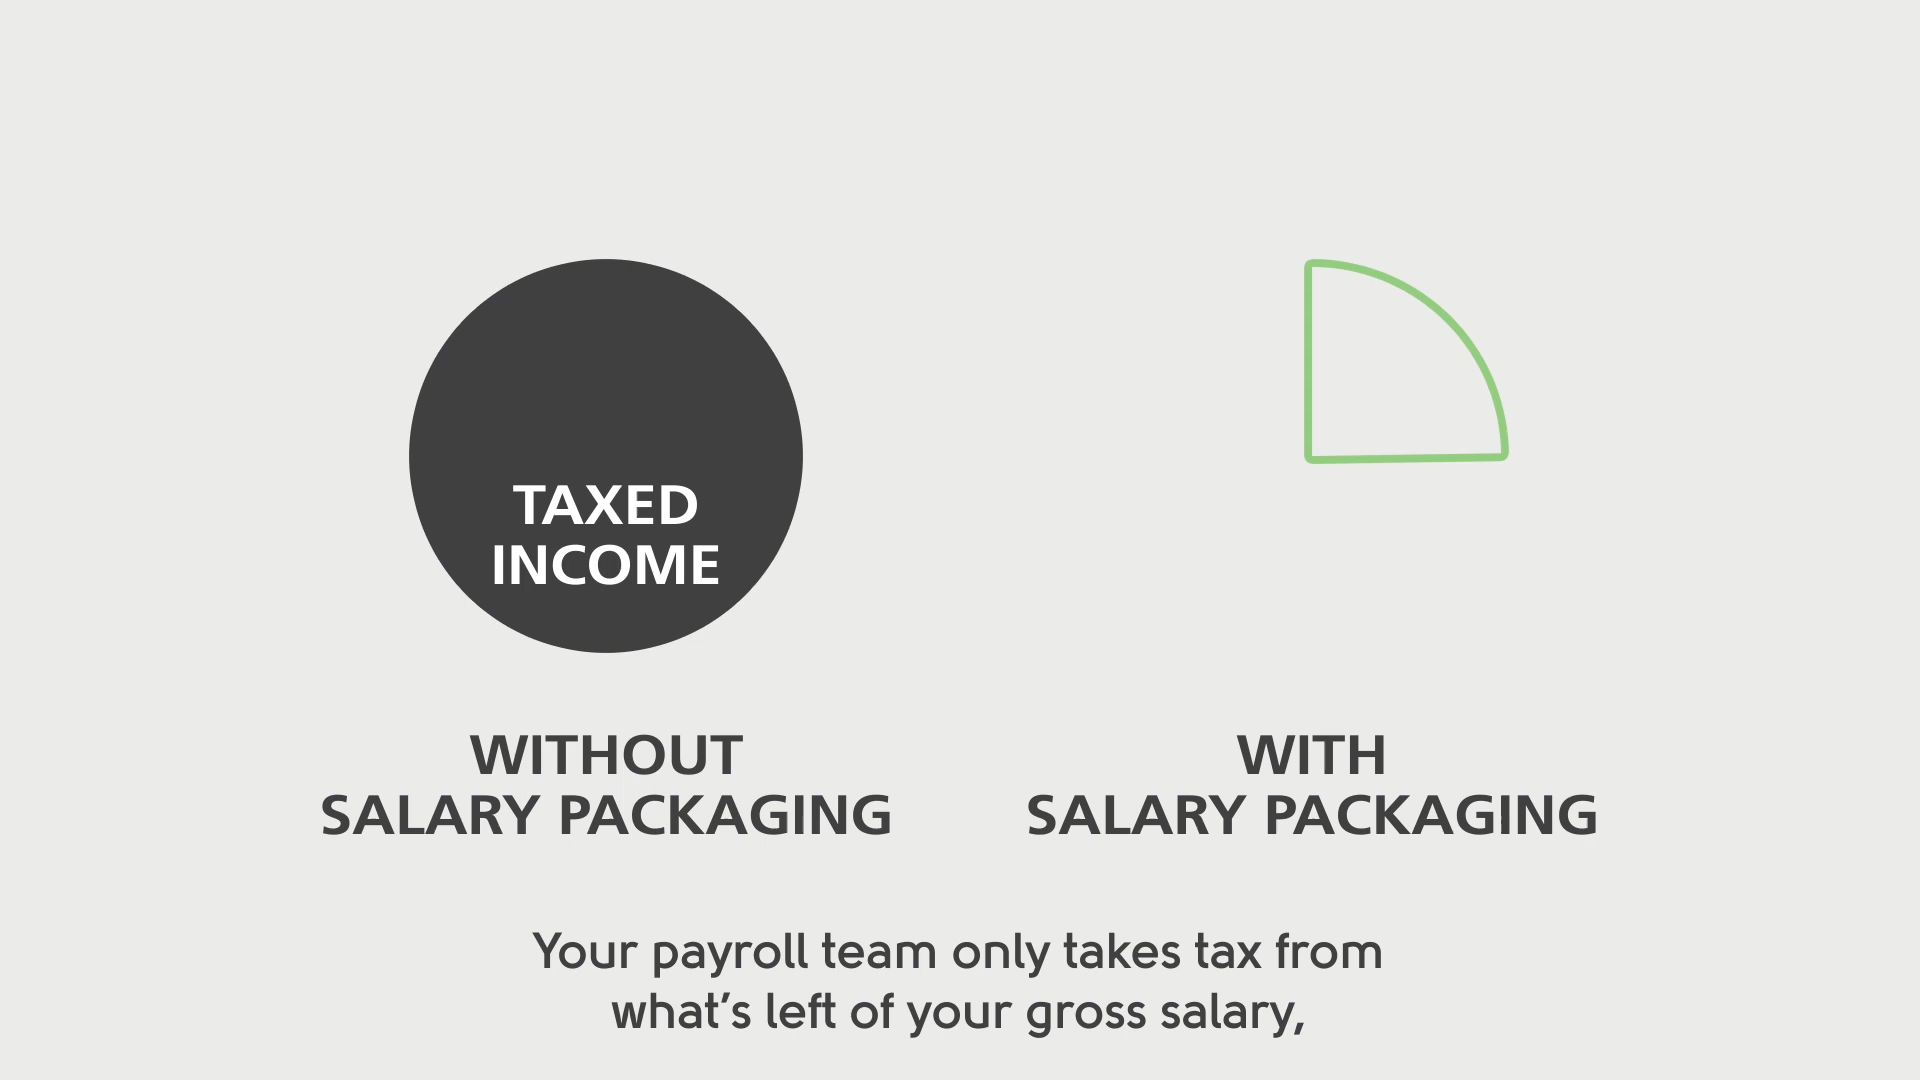 TAXED
INCOME
WITHOUT
SALARY PACKAGING
WITH
SALARY PACKAGING
Your payroll team only takes tax from
what’s left of your gross salary,